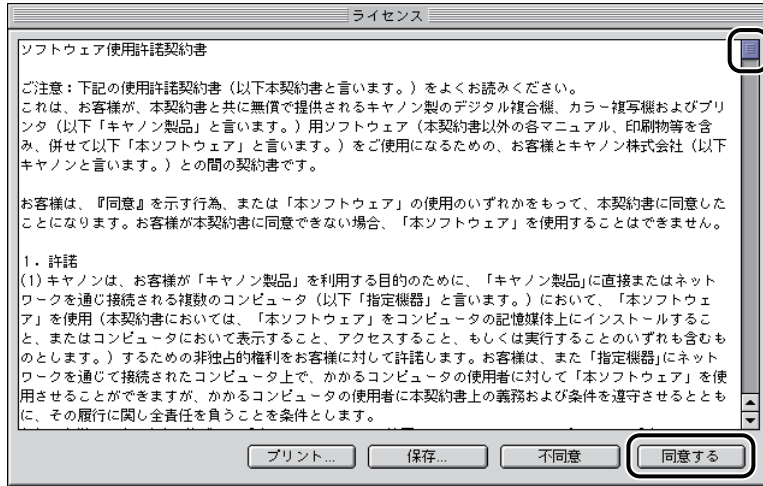 ライセンス
ソフトウェア使用許諾契約書
ご注意：下記の使用許諾契約書（以下本契約書と言います。）をよくお読みください。
これは、お客様が、本契約書と共に無償で提供されるキヤノン製のデジタル複合機、カラー複写機およびプリ
ンタ（以下「キヤノン製品」と言います。）用ソフトウェア（本契約書以外の各マニュアル、印刷物等を含
み、併せて以下「本ソフトウェア」と言います。）をご使用になるための、お客様とキヤノン株式会社（以下
キヤノンと言います。）との間の契約書です。
お客様は、『同意』を示す行為、または「本ソフトウェア」の使用のいずれかをもって、本契約書に同意した
ことになります。お客様が本契約書に同意できない場合、「本ソフトウェア」を使用することはできません。
1．許諾
(1) キヤノンは、お客様が「キヤノン製品」を利用する目的のために、「キヤノン製品」に直接またはネット
ワークを通じ接続される複数のコンピュータ（以下「指定機器」と言います。）において、「本ソフトウェ
ア」を使用（本契約書においては、「本ソフトウェア」をコンピュータの記憶媒体上にインストールするこ
と、またはコンピュータにおいて表示すること、アクセスすること、もしくは実行することのいずれも含むも
のとします。）するための非独占的権利をお客様に対して許諾します。お客様は、また「指定機器」にネット
ワークを通じて接続されたコンピュータ上で、かかるコンピュータの使用者に対して「本ソフトウェア」を使
用させることができますが、かかるコンピュータの使用者に本契約書上の義務および条件を遵守させるととも
に、その履行に関し全責任を負うことを条件とします。
プリント... 保存... 不同意 同意する